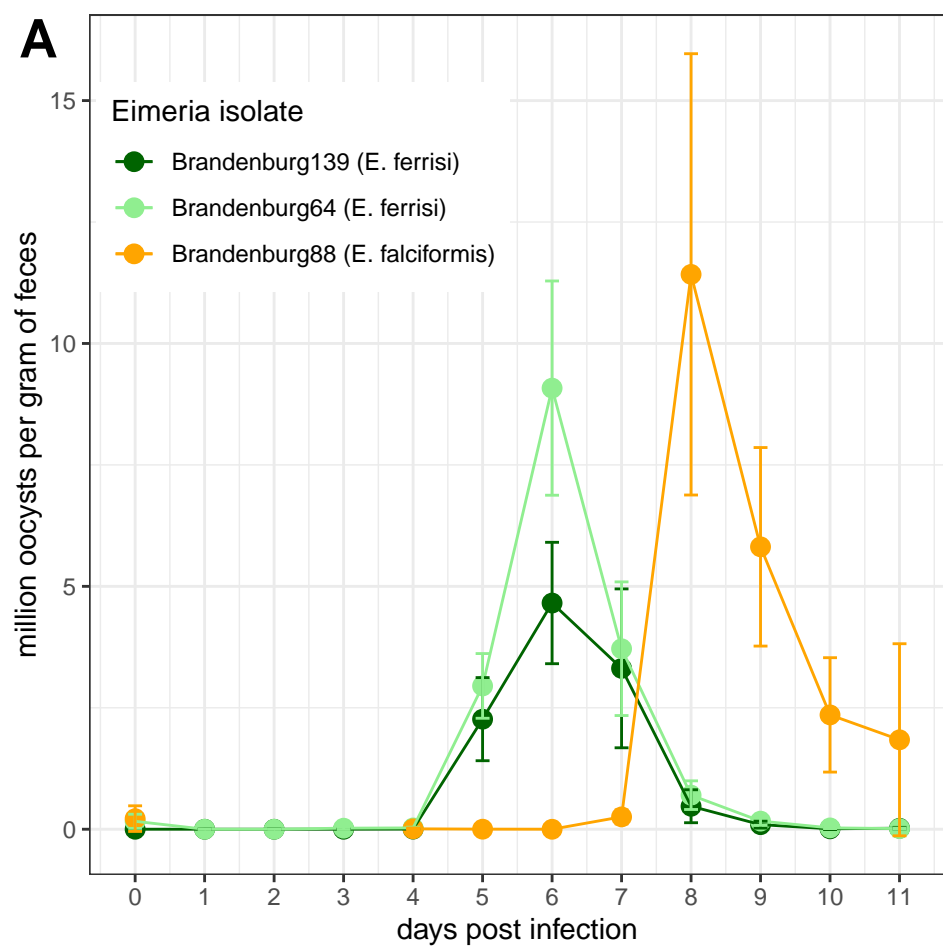 A
Eimeria isolate
Brandenburg139 (E. ferrisi)
Brandenburg64 (E. ferrisi)
Brandenburg88 (E. falciformis)
million oocysts per gram of feces
15
10
5
0
0 1 2 3 4 5 6 7 8 9 10 11
days post infection